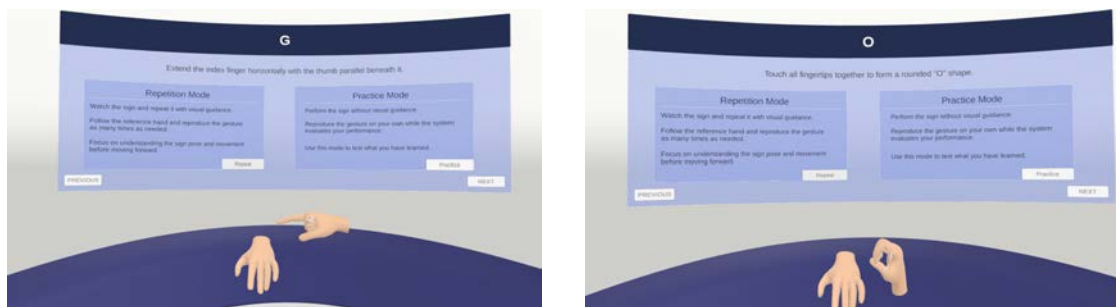 G
Extend the index finger horizontally with the thumb parallel beneath it.
Repetition Mode
Watch the sign and repeat it with visual guidance.
Follow the reference hand and reproduce the gesture
as many times as needed.
Focus on understanding the sign pose and movement
before moving forward.
Repeat
Practice Mode
Perform the sign without visual guidance.
Reproduce the gesture on your own while the system
evaluates your performance.
Use this mode to test what you have learned.
Practice
PREVIOUS
NEXT
O
Touch all fingertips together to form a rounded "O" shape.
Repetition Mode
Watch the sign and repeat it with visual guidance.
Follow the reference hand and reproduce the gesture
as many times as needed.
Focus on understanding the sign pose and movement
before moving forward.
Repeat
Practice Mode
Perform the sign without visual guidance.
Reproduce the gesture on your own while the system
evaluates your performance.
Use this mode to test what you have learned.
Practice
PREVIOUS
NEXT